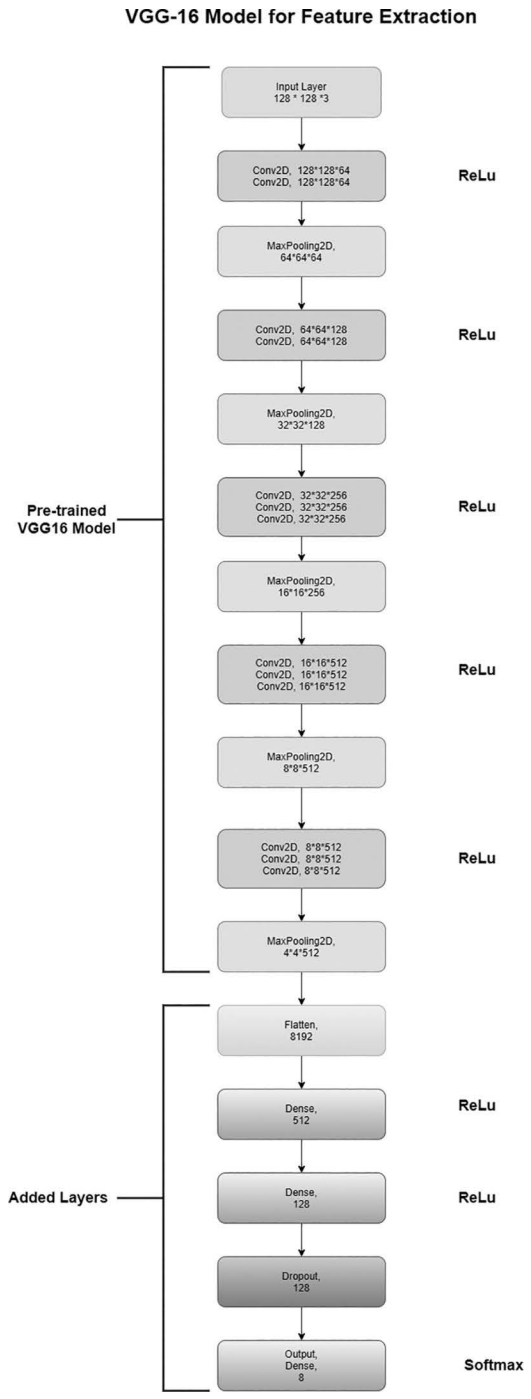 VGG-16 Model for Feature Extraction
Input Layer
128 * 128 *3
Conv2D, 128*128*64
Conv2D, 128*128*64
ReLu
MaxPooling2D,
64*64*64
Conv2D, 64*64*128
Conv2D, 64*64*128
ReLu
MaxPooling2D,
32*32*128
Pre-trained
VGG16 Model
Conv2D, 32*32*256
Conv2D, 32*32*256
Conv2D, 32*32*256
ReLu
MaxPooling2D,
16*16*256
Conv2D, 16*16*512
Conv2D, 16*16*512
Conv2D, 16*16*512
ReLu
MaxPooling2D,
8*8*512
Conv2D, 8*8*512
Conv2D, 8*8*512
Conv2D, 8*8*512
ReLu
MaxPooling2D,
4*4*512
Flatten,
8192
Dense,
512
ReLu
Added Layers
Dense,
128
ReLu
Dropout,
128
Output,
Dense,
8
Softmax